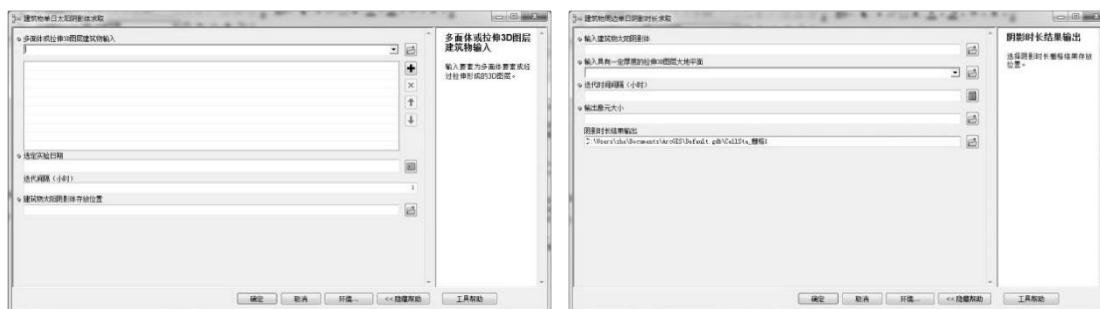 建筑物单日太阳阴影体求取
多面体或拉伸3D图层建筑物输入
选定实验日期
迭代间隔（小时）
1
建筑物太阳阴影体存放位置
多面体或拉伸3D图层
建筑物输入
输入要素为多面体要素或经
过拉伸形成的3D图层。
确定
取消
环境...
<< 隐藏帮助
工具帮助
建筑物周边单日阴影时长求取
输入建筑物太阳阴影体
输入具有一定厚度的拉伸3D图层大地平面
迭代时间间隔（小时）
输出像元大小
阴影时长结果输出
阴影时长结果输出
选择阴影时长栅格结果存放
位置。
确定
取消
环境...
<< 隐藏帮助
工具帮助